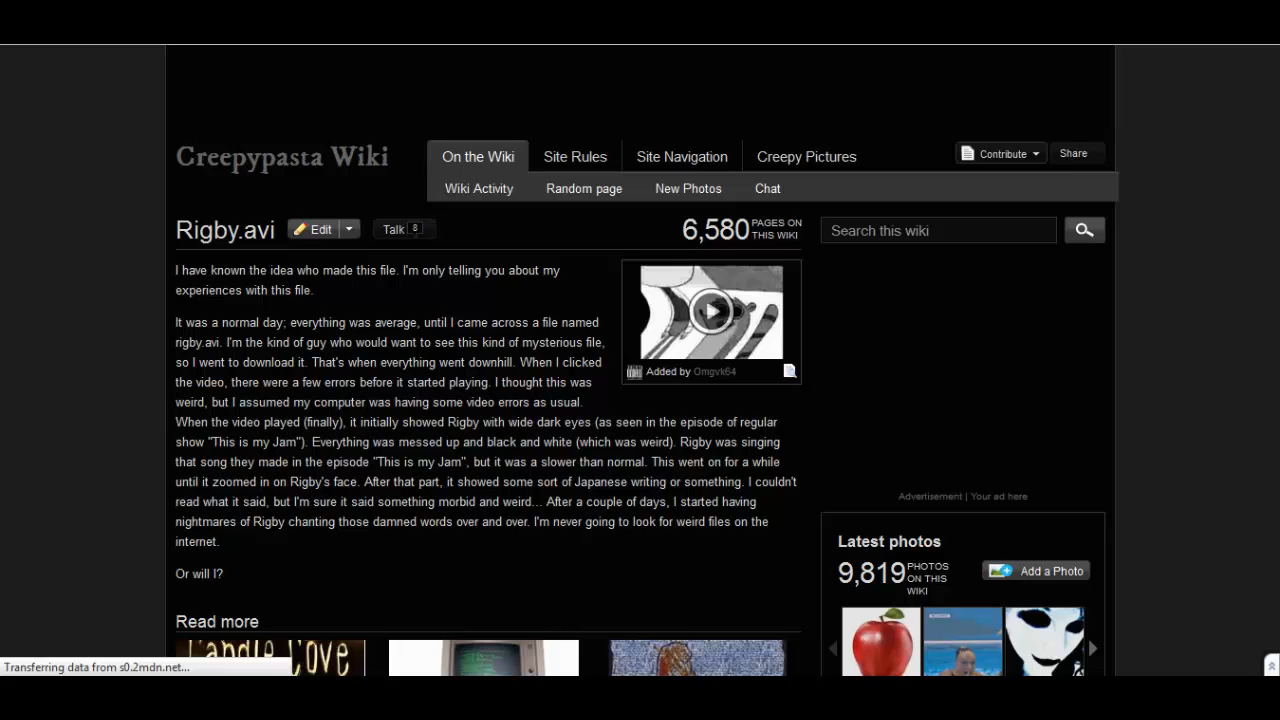 Creepypasta Wiki
On the Wiki
Site Rules
Site Navigation
Creepy Pictures
Contribute
Share
Wiki Activity
Random page
New Photos
Chat
Rigby.avi
Edit
Talk 8
6,580 PAGES ON
THIS WIKI
Search this wiki
I have known the idea who made this file. I'm only telling you about my
experiences with this file.
It was a normal day; everything was average, until I came across a file named
rigby.avi. I'm the kind of guy who would want to see this kind of mysterious file,
so I went to download it. That's when everything went downhill. When I clicked
the video, there were a few errors before it started playing. I thought this was
weird, but I assumed my computer was having some video errors as usual.
When the video played (finally), it initially showed Rigby with wide dark eyes (as seen in the episode of regular
show "This is my Jam"). Everything was messed up and black and white (which was weird). Rigby was singing
that song they made in the episode "This is my Jam", but it was a slower than normal. This went on for a while
until it zoomed in on Rigby's face. After that part, it showed some sort of Japanese writing or something. I couldn't
read what it said, but I'm sure it said something morbid and weird... After a couple of days, I started having
nightmares of Rigby chanting those damned words over and over. I'm never going to look for weird files on the
internet.
Or will I?
Added by Omgvk64
Advertisement | Your ad here
Latest photos
9,819 PHOTOS
ON THIS
WIKI
Add a Photo
Read more
Candle Cove
Transferring data from s0.2mdn.net...